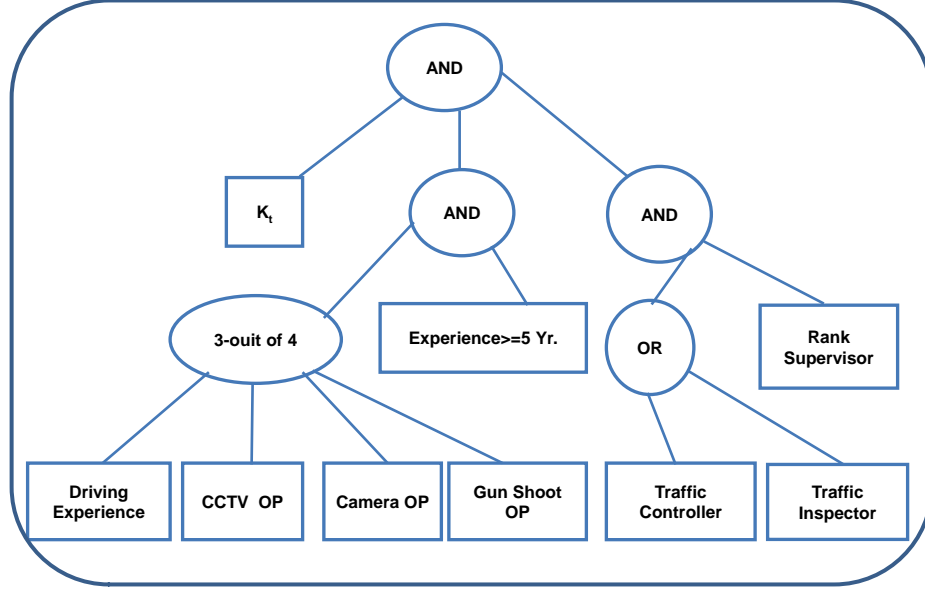 AND
Kt
AND
AND
3-ouit of 4
Experience>=5 Yr.
OR
Rank
Supervisor
Driving
Experience
CCTV OP
Camera OP
Gun Shoot
OP
Traffic
Controller
Traffic
Inspector